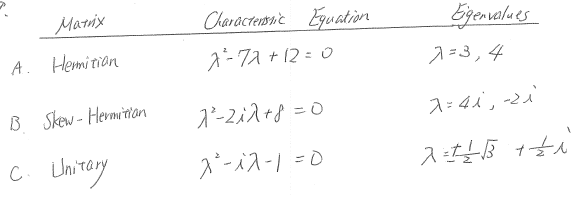 Matrix Characteristic Equation Eigenvalues
A. Hermitian λ²-7λ+12=0 λ=3, 4
B. Skew-Hermitian λ²-2iλ+8=0 λ=4i, -2i
C. Unitary λ²-iλ-1=0 λ=±½√3 +½i